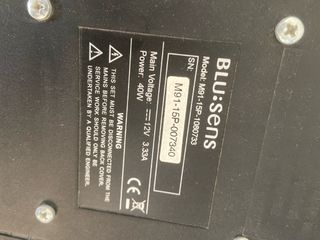 BLU:sens
Model: M91-15P-108073S
SN: M91-15P-007340
Main Voltage: ⎓12V 3.33A
Power: 40W
WARNING
⚠ THIS SET MUST BE DISCONNECTED FROM THE
MAINS BEFORE REMOVING BACK COVER.
⚠ SERVICE WORK SHOULD ONLY BE
UNDERTAKEN BY A QUALIFIED ENGINEER.
CE